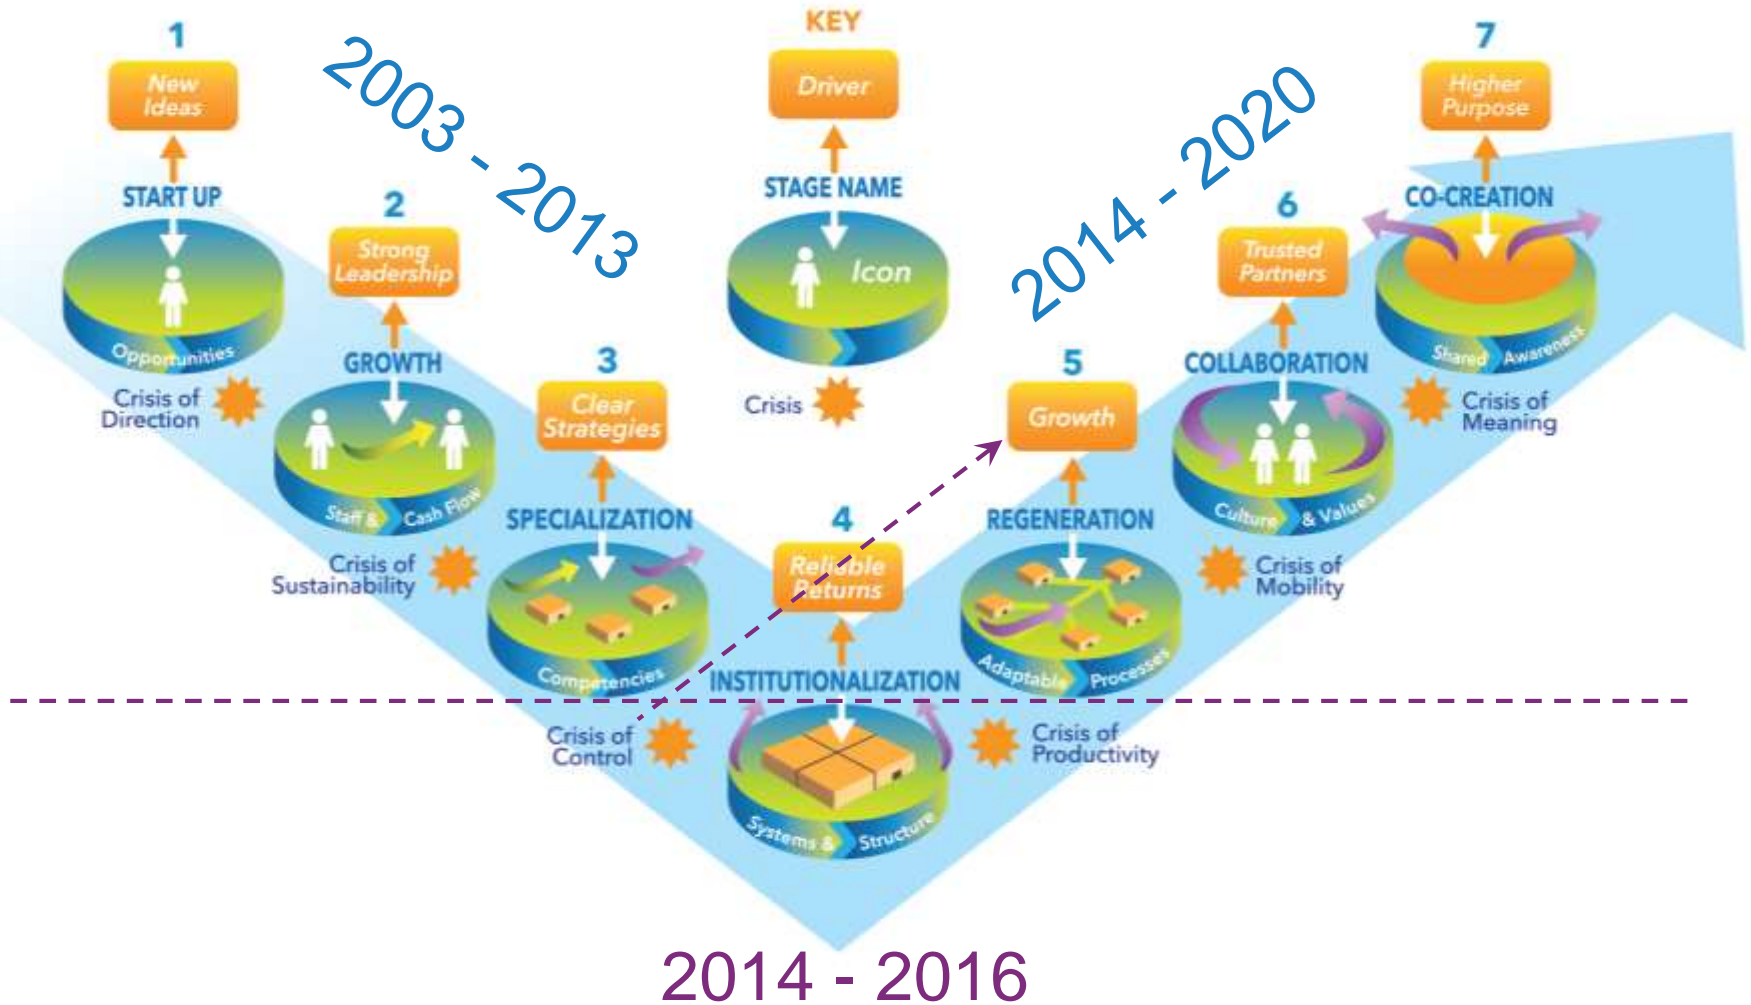 1
New
Ideas
START UP
Opportunities
Crisis of
Direction
2003 - 2013
2
Strong
Leadership
GROWTH
Staff & Cash Flow
Crisis of
Sustainability
3
Clear
Strategies
SPECIALIZATION
Competencies
Crisis of
Control
KEY
Driver
STAGE NAME
Icon
Crisis
4
Reliable
Returns
INSTITUTIONALIZATION
Systems & Structure
Crisis of
Productivity
2014 - 2016
5
Growth
REGENERATION
Adaptable Processes
Crisis of
Mobility
2014 - 2020
6
Trusted
Partners
COLLABORATION
Culture & Values
Crisis of
Meaning
7
Higher
Purpose
CO-CREATION
Shared Awareness